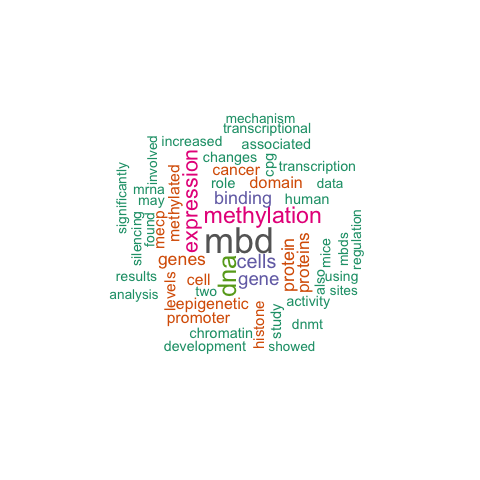 mechanism
transcriptional
increased
associated
involved
changes
cpg
transcription
cancer
significantly
methylated
expression
role
domain
data
mrna
may
binding
human
mecp
found
silencing
methylation
mbd
mice
mbds
regulation
genes
dna
cells
protein
proteins
also
results
cell
gene
using
levels
two
sites
analysis
epigenetic
activity
promoter
histone
study
dnmt
chromatin
development
showed